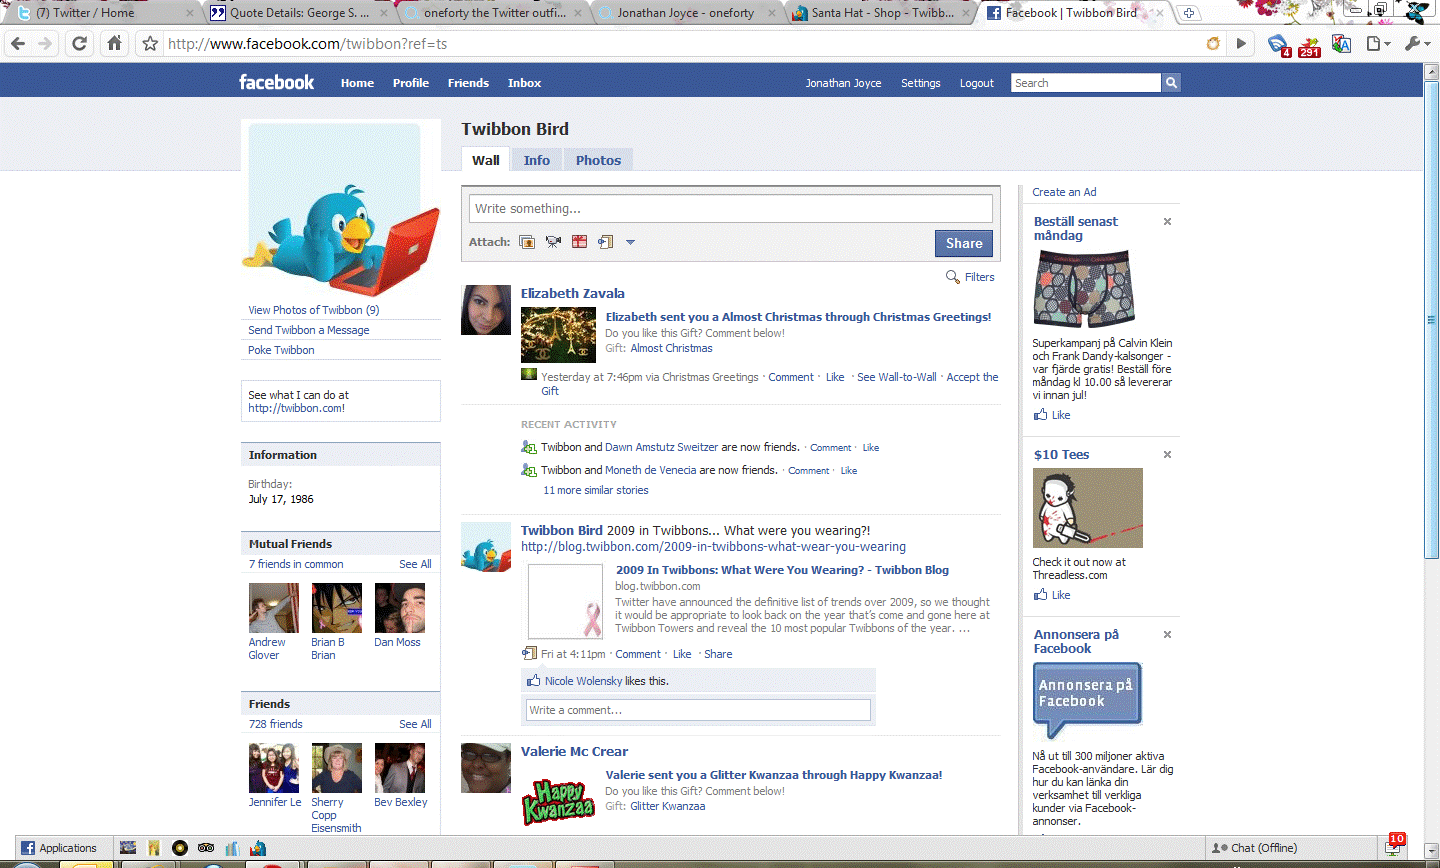 (7) Twitter / Home
Quote Details: George S. ...
oneforty the Twitter outfi...
Jonathan Joyce - oneforty
Santa Hat - Shop - Twibb...
Facebook | Twibbon Bird
http://www.facebook.com/twibbon?ref=ts
4
291
facebook
Home
Profile
Friends
Inbox
Jonathan Joyce
Settings
Logout
Search
Twibbon Bird
Wall
Info
Photos
View Photos of Twibbon (9)
Send Twibbon a Message
Poke Twibbon
See what I can do at
http://twibbon.com!
Information
Birthday:
July 17, 1986
Mutual Friends
7 friends in common
See All
Andrew
Glover
Brian B
Brian
Dan Moss
Friends
728 friends
See All
Jennifer Le
Sherry
Copp
Eisensmith
Bev Bexley
Write something...
Attach:
Share
Filters
Elizabeth Zavala
Elizabeth sent you a Almost Christmas through Christmas Greetings!
Do you like this Gift? Comment below!
Gift: Almost Christmas
Yesterday at 7:46pm via Christmas Greetings · Comment · Like · See Wall-to-Wall · Accept the
Gift
RECENT ACTIVITY
Twibbon and Dawn Amstutz Sweitzer are now friends. · Comment · Like
Twibbon and Moneth de Venecia are now friends. · Comment · Like
11 more similar stories
Twibbon Bird 2009 in Twibbons... What were you wearing?!
http://blog.twibbon.com/2009-in-twibbons-what-wear-you-wearing
2009 In Twibbons: What Were You Wearing? - Twibbon Blog
blog.twibbon.com
Twitter have announced the definitive list of trends over 2009, so we thought
it would be appropriate to look back on the year that's come and gone here at
Twibbon Towers and reveal the 10 most popular Twibbons of the year. ...
Fri at 4:11pm · Comment · Like · Share
Nicole Wolensky likes this.
Write a comment...
Valerie Mc Crear
Valerie sent you a Glitter Kwanzaa through Happy Kwanzaa!
Do you like this Gift? Comment below!
Gift: Glitter Kwanzaa
Happy
Kwanzaa
Create an Ad
Beställ senast
måndag
Superkampanj på Calvin Klein
och Frank Dandy-kalsonger -
var fjärde gratis! Beställ före
måndag kl 10.00 så levererar
vi innan jul!
Like
$10 Tees
Check it out now at
Threadless.com
Like
Annonsera på
Facebook
Annonsera på
Facebook
Nå ut till 300 miljoner aktiva
Facebook-användare. Lär dig
hur du kan länka din
verksamhet till verkliga
kunder via Facebook-
annonser.
Applications
Chat (Offline)
10